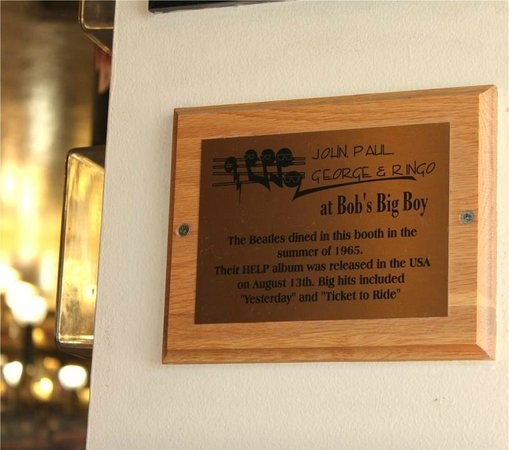 JOHN, PAUL
GEORGE & RINGO
at Bob's Big Boy
The Beatles dined in this booth in the
summer of 1965.
Their HELP album was released in the USA
on August 13th. Big hits included
"Yesterday" and "Ticket to Ride"